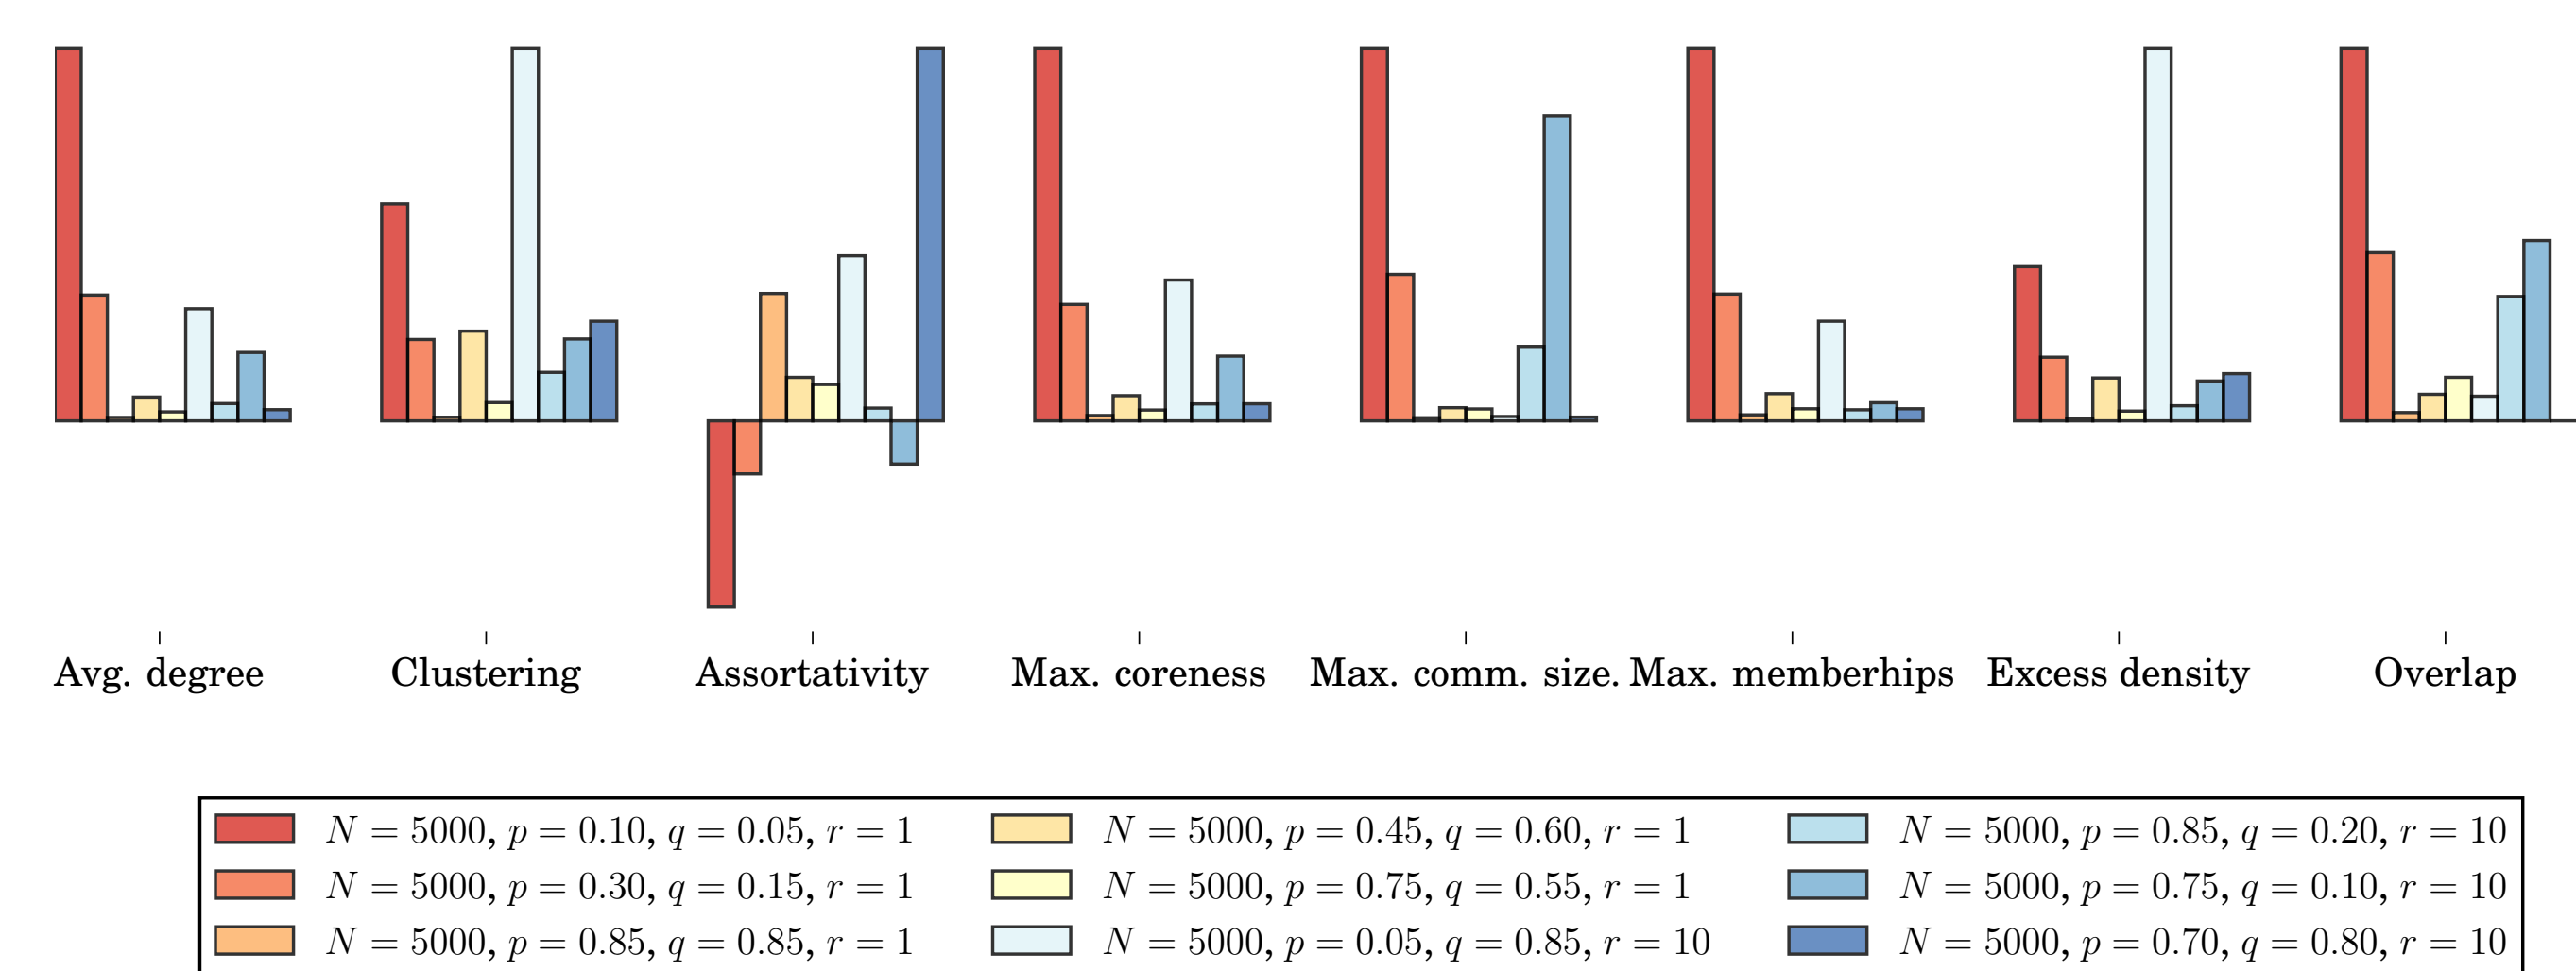 Avg. degree Clustering Assortativity Max. coreness Max. comm. size. Max. memberhips Excess density Overlap
N = 5000, p = 0.10, q = 0.05, r = 1 N = 5000, p = 0.45, q = 0.60, r = 1 N = 5000, p = 0.85, q = 0.20, r = 10
N = 5000, p = 0.30, q = 0.15, r = 1 N = 5000, p = 0.75, q = 0.55, r = 1 N = 5000, p = 0.75, q = 0.10, r = 10
N = 5000, p = 0.85, q = 0.85, r = 1 N = 5000, p = 0.05, q = 0.85, r = 10 N = 5000, p = 0.70, q = 0.80, r = 10